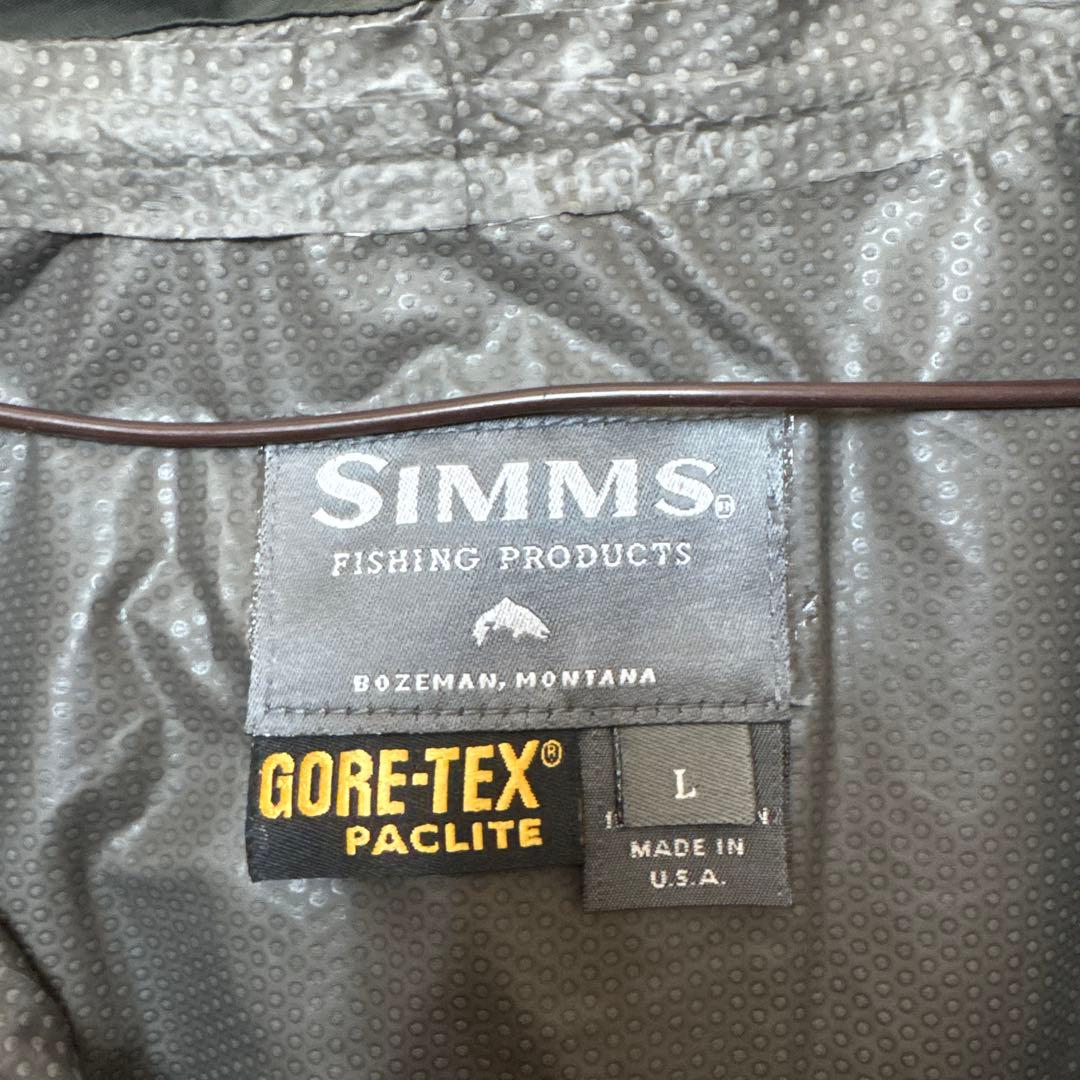 SIMMS®
FISHING PRODUCTS
BOZEMAN, MONTANA
GORE-TEX®
PACLITE
L
MADE IN
U.S.A.